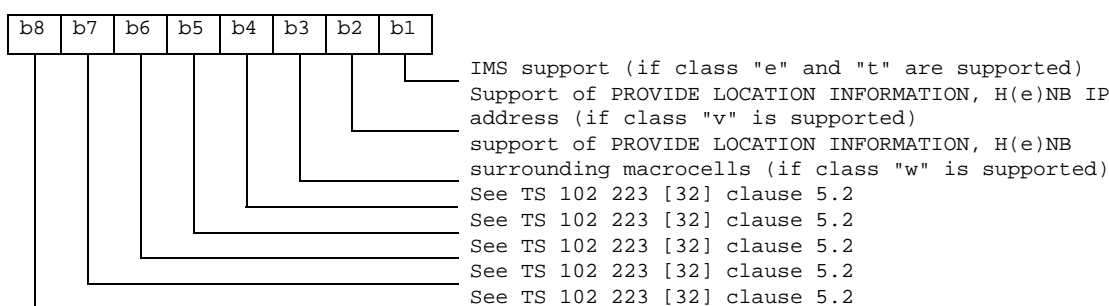 b8 b7 b6 b5 b4 b3 b2 b1
IMS support (if class "e" and "t" are supported)
Support of PROVIDE LOCATION INFORMATION, H(e)NB IP
address (if class "v" is supported)
support of PROVIDE LOCATION INFORMATION, H(e)NB
surrounding macrocells (if class "w" is supported)
See TS 102 223 [32] clause 5.2
See TS 102 223 [32] clause 5.2
See TS 102 223 [32] clause 5.2
See TS 102 223 [32] clause 5.2
See TS 102 223 [32] clause 5.2